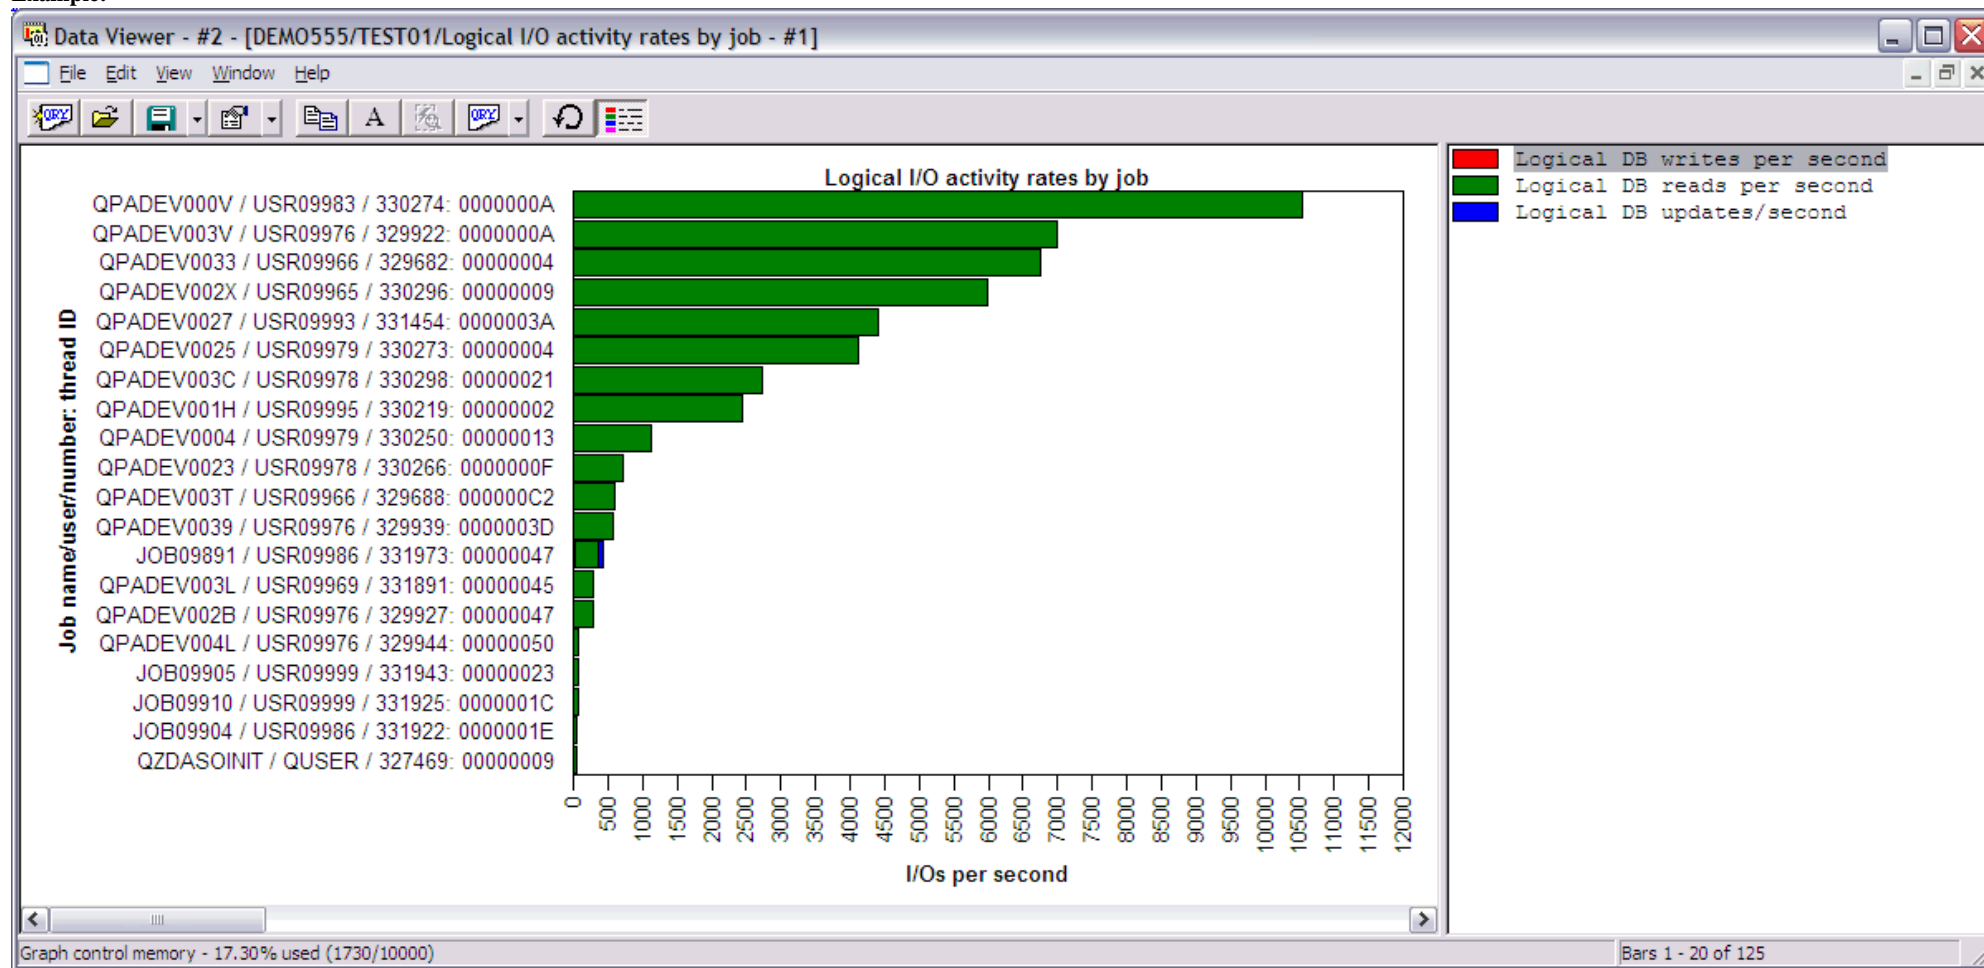 Example:
Data Viewer - #2 - [DEMO555/TEST01/Logical I/O activity rates by job - #1]
File Edit View Window Help
QRY A QRY
Logical I/O activity rates by job
Job name/user/number: thread ID
QPADEV000V / USR09983 / 330274: 0000000A
QPADEV003V / USR09976 / 329922: 0000000A
QPADEV0033 / USR09966 / 329682: 00000004
QPADEV002X / USR09965 / 330296: 00000009
QPADEV0027 / USR09993 / 331454: 0000003A
QPADEV0025 / USR09979 / 330273: 00000004
QPADEV003C / USR09978 / 330298: 00000021
QPADEV001H / USR09995 / 330219: 00000002
QPADEV0004 / USR09979 / 330250: 00000013
QPADEV0023 / USR09978 / 330266: 0000000F
QPADEV003T / USR09966 / 329688: 000000C2
QPADEV0039 / USR09976 / 329939: 0000003D
JOB09891 / USR09986 / 331973: 00000047
QPADEV003L / USR09969 / 331891: 00000045
QPADEV002B / USR09976 / 329927: 00000047
QPADEV004L / USR09976 / 329944: 00000050
JOB09905 / USR09999 / 331943: 00000023
JOB09910 / USR09999 / 331925: 0000001C
JOB09904 / USR09986 / 331922: 0000001E
QZDASOINIT / QUSER / 327469: 00000009
0 500 1000 1500 2000 2500 3000 3500 4000 4500 5000 5500 6000 6500 7000 7500 8000 8500 9000 9500 10000 10500 11000 11500 12000
I/Os per second
Logical DB writes per second
Logical DB reads per second
Logical DB updates/second
Graph control memory - 17.30% used (1730/10000)
Bars 1 - 20 of 125